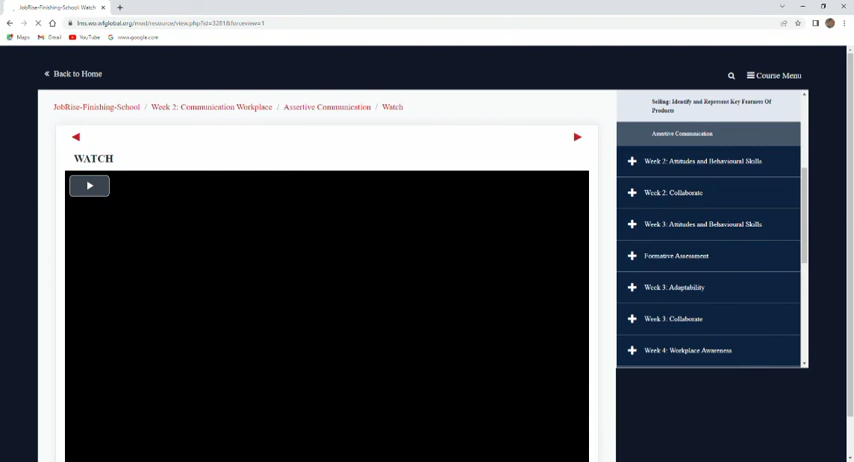 JobRise-Finishing-School: Watch
lms.wo.wfglobal.org/mod/resource/view.php?id=3281&forceview=1
Maps Gmail YouTube www.google.com
Back to Home
Course Menu
JobRise-Finishing-School / Week 2: Communication Workplace / Assertive Communication / Watch
WATCH
Selling: Identify and Represent Key Features Of
Products
Assertive Communication
Week 2: Attitudes and Behavioural Skills
Week 2: Collaborate
Week 3: Attitudes and Behavioural Skills
Formative Assessment
Week 3: Adaptability
Week 3: Collaborate
Week 4: Workplace Awareness